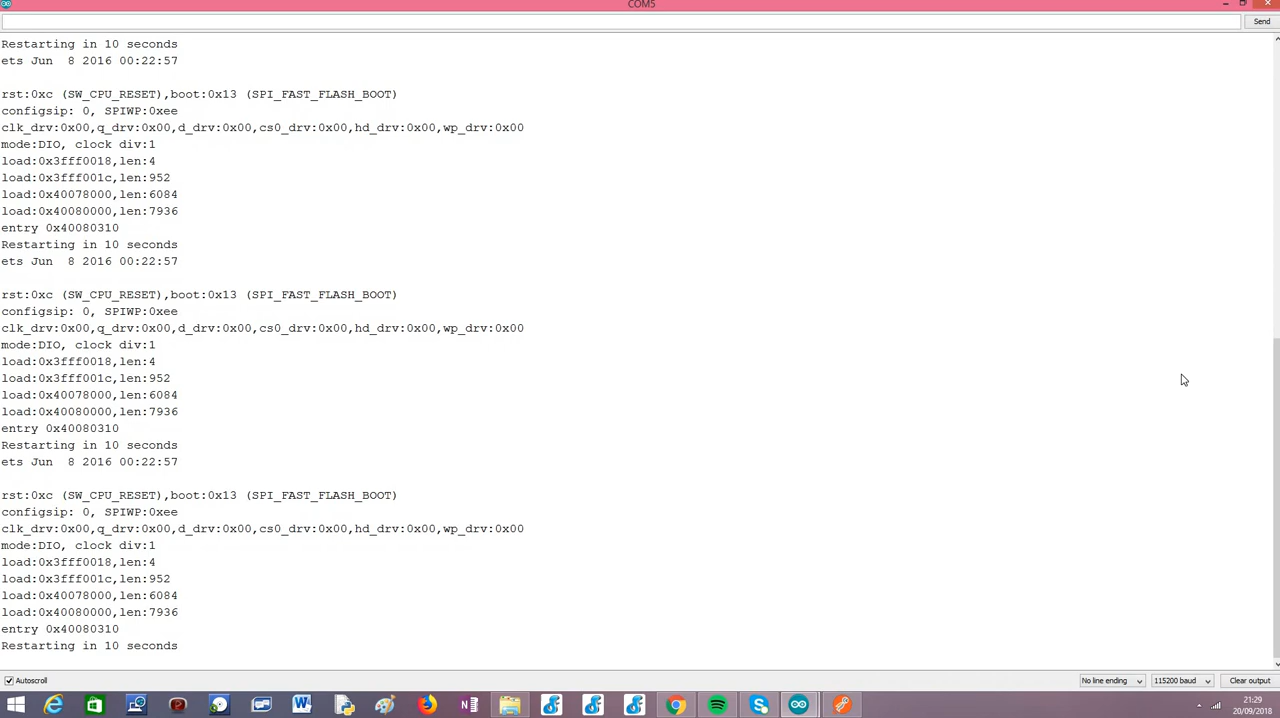 COM5
Send
Restarting in 10 seconds
ets Jun  8 2016 00:22:57
rst:0xc (SW_CPU_RESET),boot:0x13 (SPI_FAST_FLASH_BOOT)
configsip: 0, SPIWP:0xee
clk_drv:0x00,q_drv:0x00,d_drv:0x00,cs0_drv:0x00,hd_drv:0x00,wp_drv:0x00
mode:DIO, clock div:1
load:0x3fff0018,len:4
load:0x3fff001c,len:952
load:0x40078000,len:6084
load:0x40080000,len:7936
entry 0x40080310
Restarting in 10 seconds
ets Jun  8 2016 00:22:57
rst:0xc (SW_CPU_RESET),boot:0x13 (SPI_FAST_FLASH_BOOT)
configsip: 0, SPIWP:0xee
clk_drv:0x00,q_drv:0x00,d_drv:0x00,cs0_drv:0x00,hd_drv:0x00,wp_drv:0x00
mode:DIO, clock div:1
load:0x3fff0018,len:4
load:0x3fff001c,len:952
load:0x40078000,len:6084
load:0x40080000,len:7936
entry 0x40080310
Restarting in 10 seconds
ets Jun  8 2016 00:22:57
rst:0xc (SW_CPU_RESET),boot:0x13 (SPI_FAST_FLASH_BOOT)
configsip: 0, SPIWP:0xee
clk_drv:0x00,q_drv:0x00,d_drv:0x00,cs0_drv:0x00,hd_drv:0x00,wp_drv:0x00
mode:DIO, clock div:1
load:0x3fff0018,len:4
load:0x3fff001c,len:952
load:0x40078000,len:6084
load:0x40080000,len:7936
entry 0x40080310
Restarting in 10 seconds
Autoscroll
No line ending
115200 baud
Clear output
21:29
20/09/2018